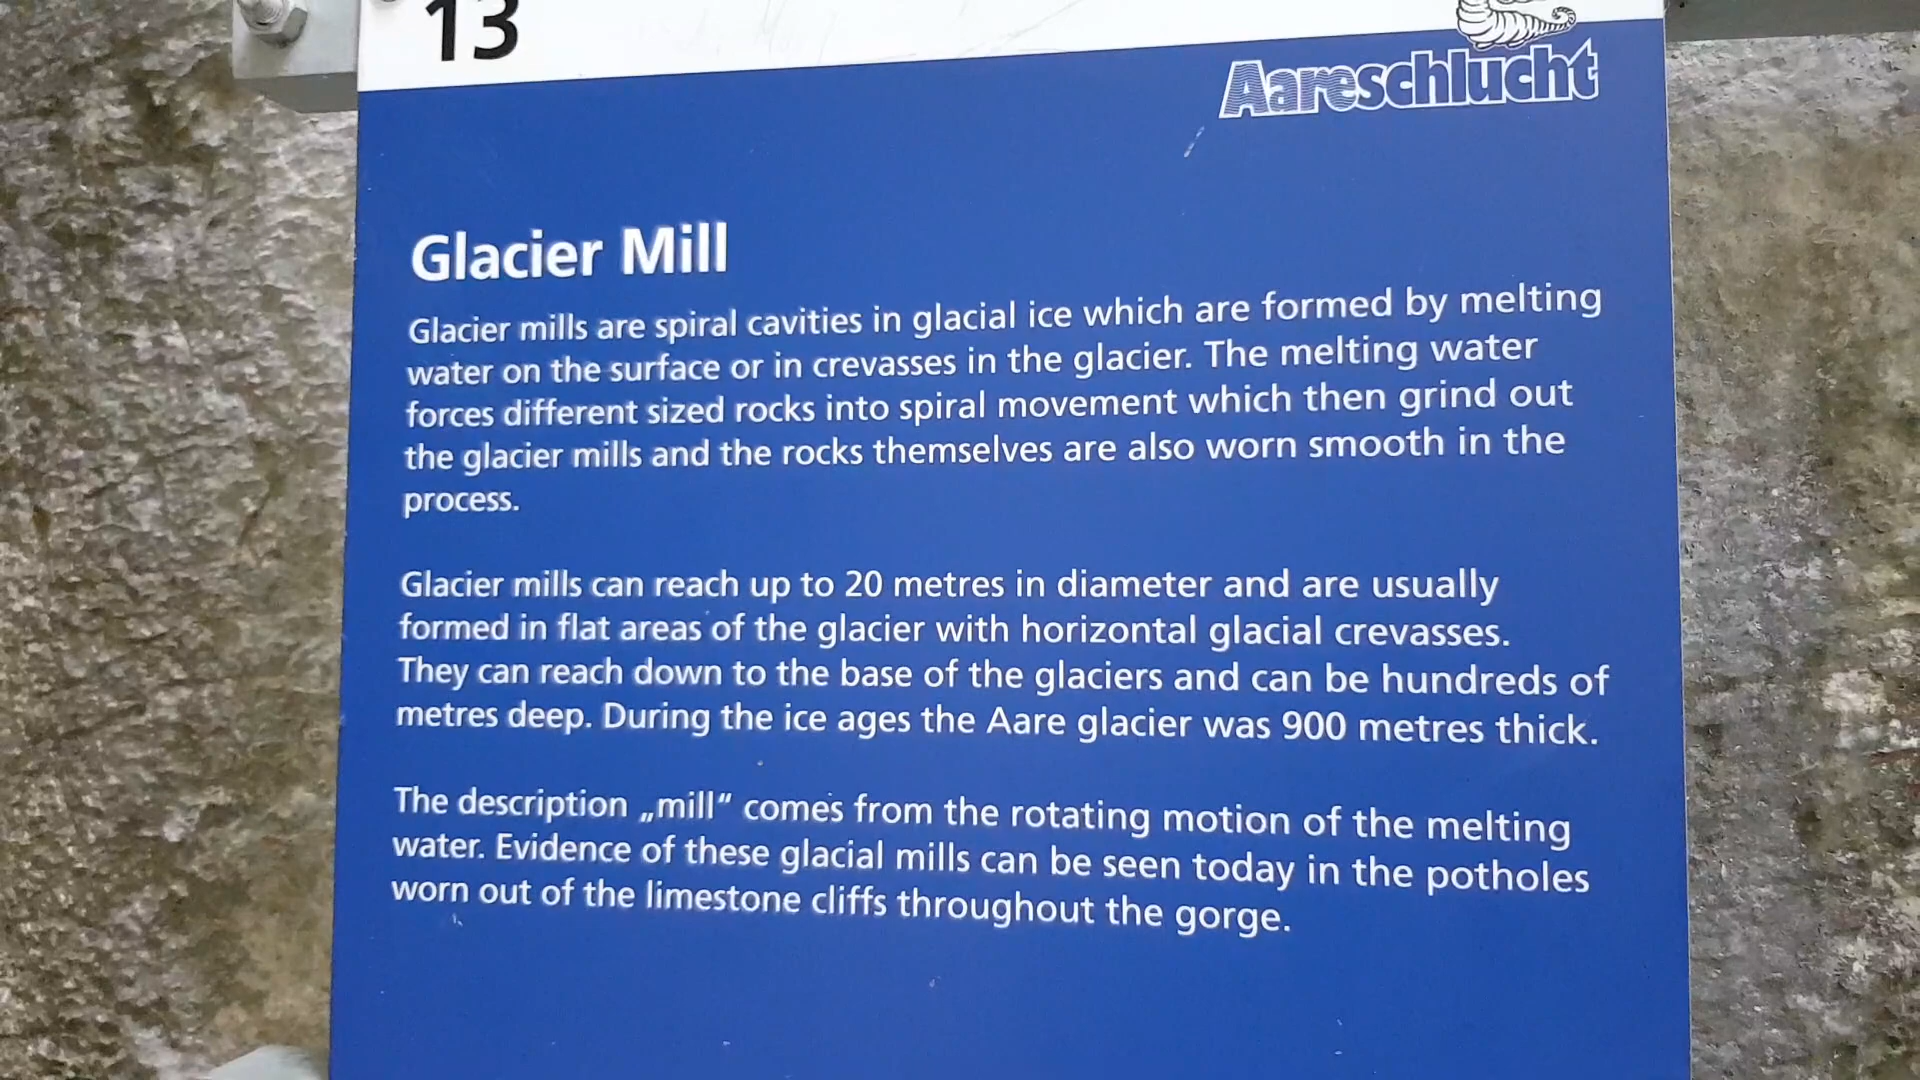 13
Aareschlucht
Glacier Mill
Glacier mills are spiral cavities in glacial ice which are formed by melting
water on the surface or in crevasses in the glacier. The melting water
forces different sized rocks into spiral movement which then grind out
the glacier mills and the rocks themselves are also worn smooth in the
process.
Glacier mills can reach up to 20 metres in diameter and are usually
formed in flat areas of the glacier with horizontal glacial crevasses.
They can reach down to the base of the glaciers and can be hundreds of
metres deep. During the ice ages the Aare glacier was 900 metres thick.
The description „mill“ comes from the rotating motion of the melting
water. Evidence of these glacial mills can be seen today in the potholes
worn out of the limestone cliffs throughout the gorge.